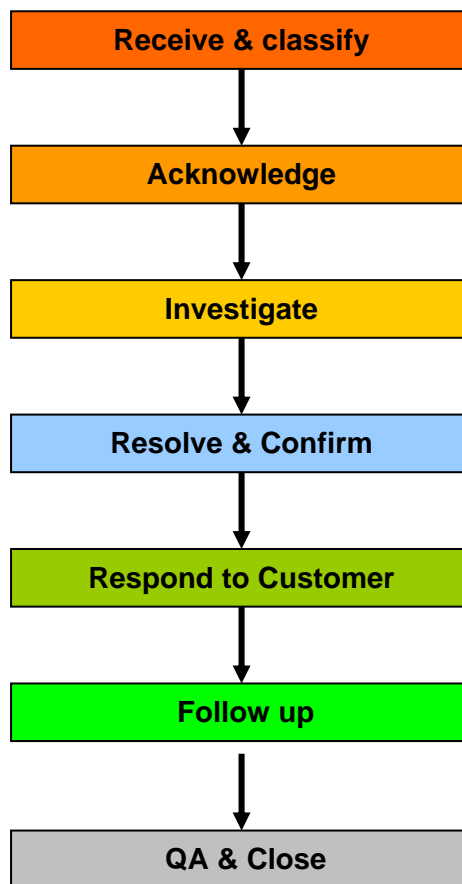 Receive & classify
Acknowledge
Investigate
Resolve & Confirm
Respond to Customer
Follow up
QA & Close